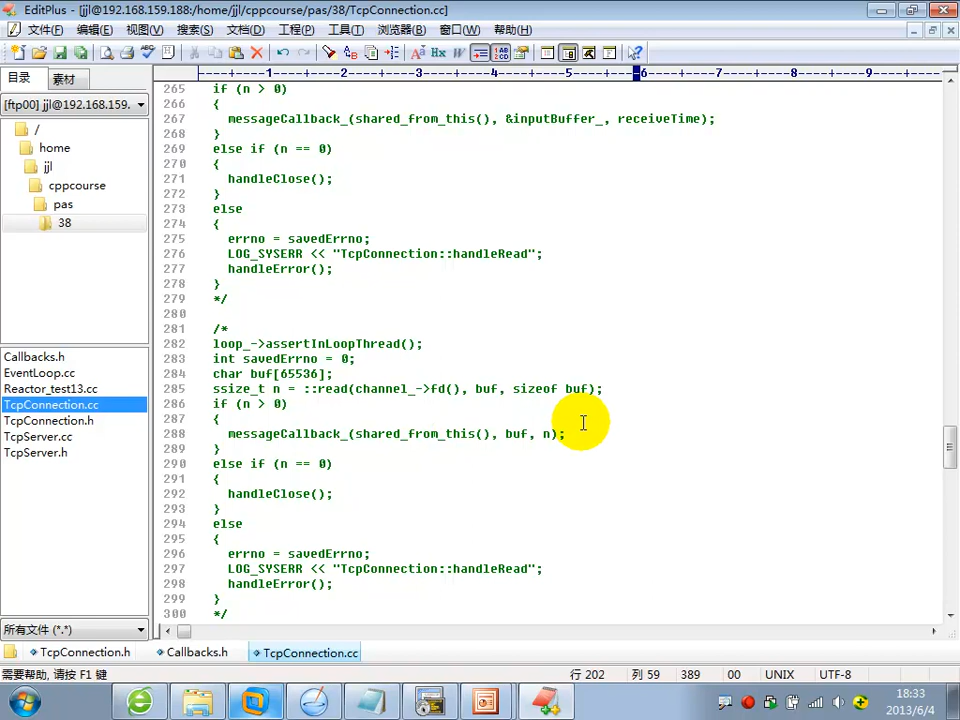 EditPlus - [jjl@192.168.159.188:/home/jjl/cppcourse/pas/38/TcpConnection.cc]
文件(F) 编辑(E) 视图(V) 搜索(S) 文档(D) 工程(P) 工具(T) 浏览器(B) 窗口(W) 帮助(H)
目录 素材
[ftp00] jjl@192.168.159.
/
home
jjl
cppcourse
pas
38
Callbacks.h
EventLoop.cc
Reactor_test13.cc
TcpConnection.cc
TcpConnection.h
TcpServer.cc
TcpServer.h
所有文件 (*.*)
----+----1----+----2----+----3----+----4----+----5----+----6----+----7----+----8----+----9----+---
265 if (n > 0)
266 {
267 messageCallback_(shared_from_this(), &inputBuffer_, receiveTime);
268 }
269 else if (n == 0)
270 {
271 handleClose();
272 }
273 else
274 {
275 errno = savedErrno;
276 LOG_SYSERR << "TcpConnection::handleRead";
277 handleError();
278 }
279 */
280
281 /*
282 loop_->assertInLoopThread();
283 int savedErrno = 0;
284 char buf[65536];
285 ssize_t n = ::read(channel_->fd(), buf, sizeof buf);
286 if (n > 0)
287 {
288 messageCallback_(shared_from_this(), buf, n);
289 }
290 else if (n == 0)
291 {
292 handleClose();
293 }
294 else
295 {
296 errno = savedErrno;
297 LOG_SYSERR << "TcpConnection::handleRead";
298 handleError();
299 }
300 */
TcpConnection.h Callbacks.h TcpConnection.cc
需要帮助, 请按 F1 键 行 202 列 59 389 00 UNIX UTF-8
18:33
2013/6/4